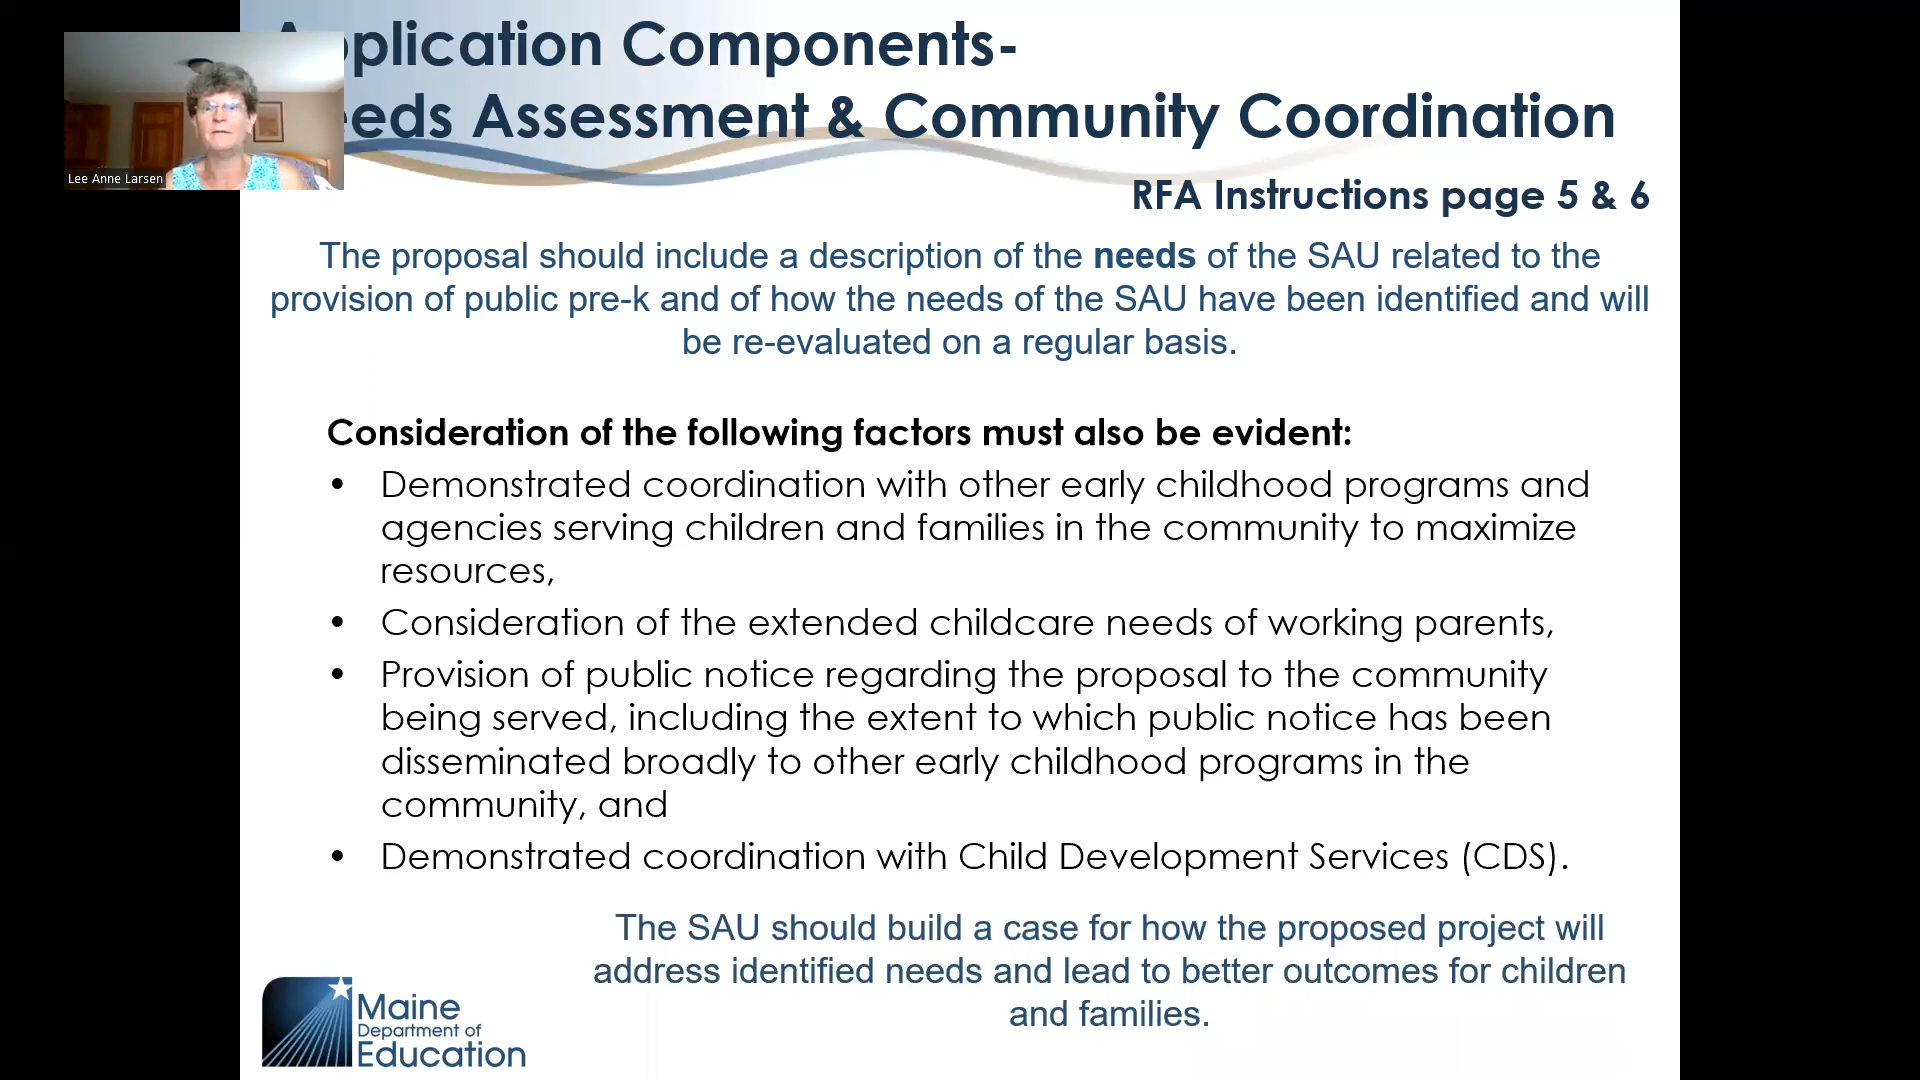 Application Components-
eeds Assessment & Community Coordination
Lee Anne Larsen
RFA Instructions page 5 & 6
The proposal should include a description of the needs of the SAU related to the
provision of public pre-k and of how the needs of the SAU have been identified and will
be re-evaluated on a regular basis.
Consideration of the following factors must also be evident:
• Demonstrated coordination with other early childhood programs and
agencies serving children and families in the community to maximize
resources,
• Consideration of the extended childcare needs of working parents,
• Provision of public notice regarding the proposal to the community
being served, including the extent to which public notice has been
disseminated broadly to other early childhood programs in the
community, and
• Demonstrated coordination with Child Development Services (CDS).
The SAU should build a case for how the proposed project will
address identified needs and lead to better outcomes for children
and families.
Maine
Department of
Education